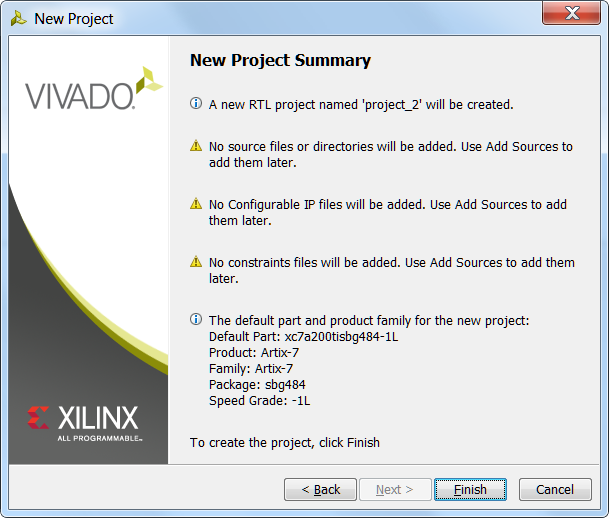 New Project
VIVADO.
New Project Summary
A new RTL project named 'project_2' will be created.
No source files or directories will be added. Use Add Sources to
add them later.
No Configurable IP files will be added. Use Add Sources to add
them later.
No constraints files will be added. Use Add Sources to add them
later.
The default part and product family for the new project:
Default Part: xc7a200tisbg484-1L
Product: Artix-7
Family: Artix-7
Package: sbg484
Speed Grade: -1L
XILINX
ALL PROGRAMMABLE™
To create the project, click Finish
< Back
Next >
Finish
Cancel